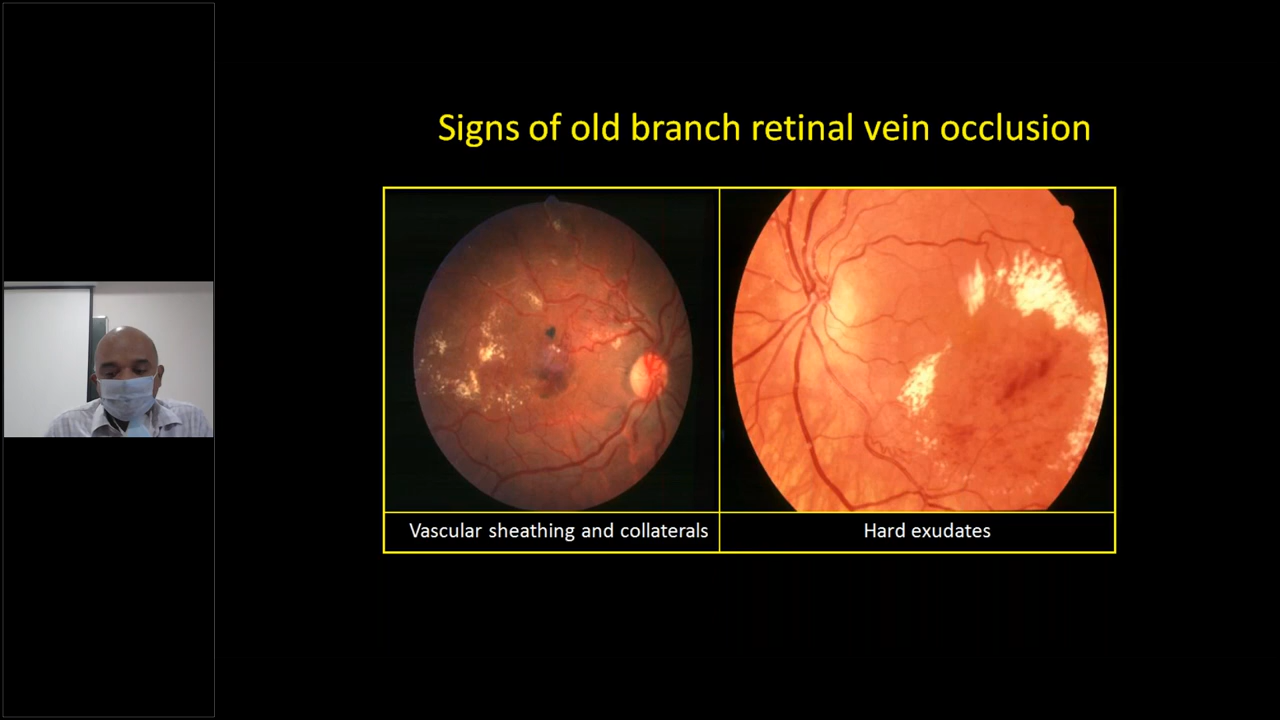 Signs of old branch retinal vein occlusion
Vascular sheathing and collaterals
Hard exudates